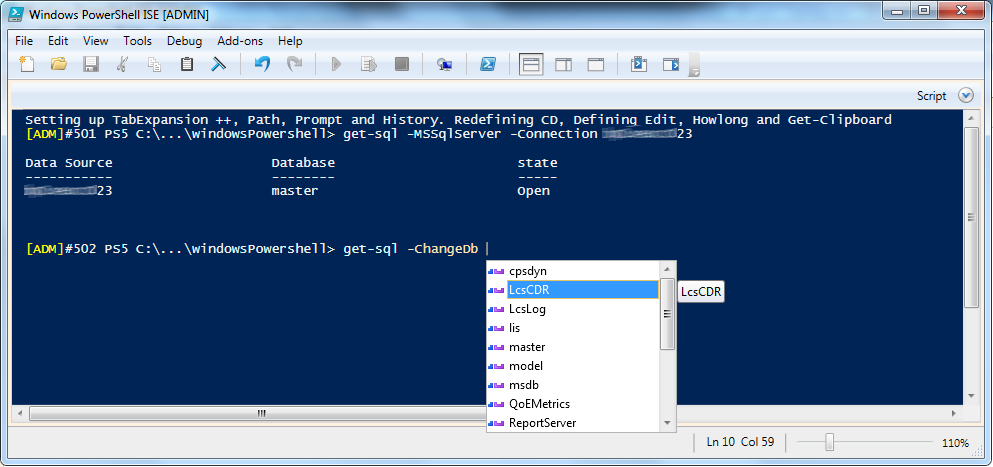 Windows PowerShell ISE [ADMIN]
File Edit View Tools Debug Add-ons Help
Script
Setting up TabExpansion ++, Path, Prompt and History. Redefining CD, Defining Edit, Howlong and Get-Clipboard
[ADM]#501 PS5 C:\...\windowsPowershell> get-sql -MSSqlServer -Connection 23
Data Source Database state
----------- -------- -----
23 master Open
[ADM]#502 PS5 C:\...\windowsPowershell> get-sql -ChangeDb
cpsdyn
LcsCDR LcsCDR
LcsLog
lis
master
model
msdb
QoEMetrics
ReportServer
Ln 10 Col 59 110%